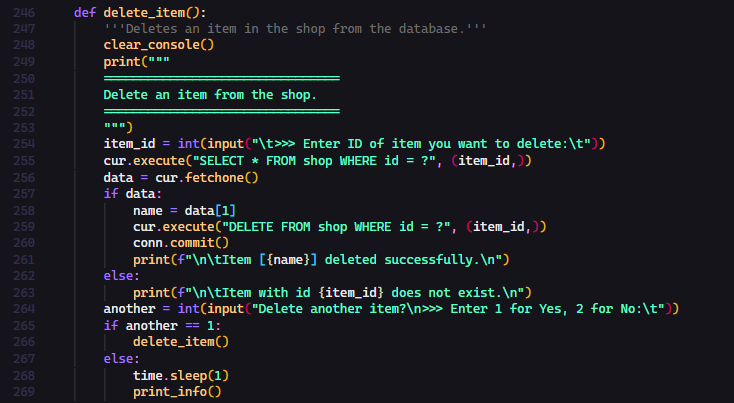 246 def delete_item():
247 '''Deletes an item in the shop from the database.'''
248 clear_console()
249 print("""
250 ================================
251 Delete an item from the shop.
252 ================================
253 """)
254 item_id = int(input("\t>>> Enter ID of item you want to delete:\t"))
255 cur.execute("SELECT * FROM shop WHERE id = ?", (item_id,))
256 data = cur.fetchone()
257 if data:
258 name = data[1]
259 cur.execute("DELETE FROM shop WHERE id = ?", (item_id,))
260 conn.commit()
261 print(f"\n\tItem [{name}] deleted successfully.\n")
262 else:
263 print(f"\n\tItem with id {item_id} does not exist.\n")
264 another = int(input("Delete another item?\n>>> Enter 1 for Yes, 2 for No:\t"))
265 if another == 1:
266 delete_item()
267 else:
268 time.sleep(1)
269 print_info()